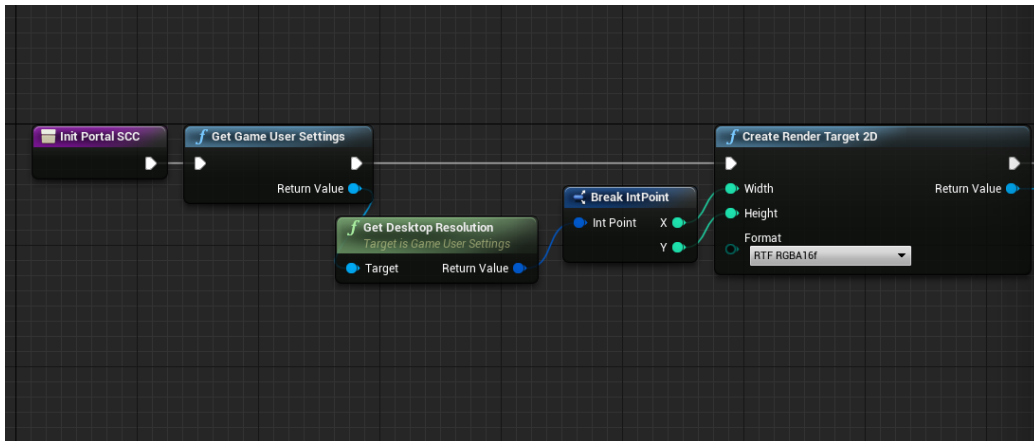 Init Portal SCC
Get Game User Settings
Return Value
Get Desktop Resolution
Target is Game User Settings
Target
Return Value
Break IntPoint
Int Point
X
Y
Create Render Target 2D
Width
Return Value
Height
Format
RTF RGBA16f